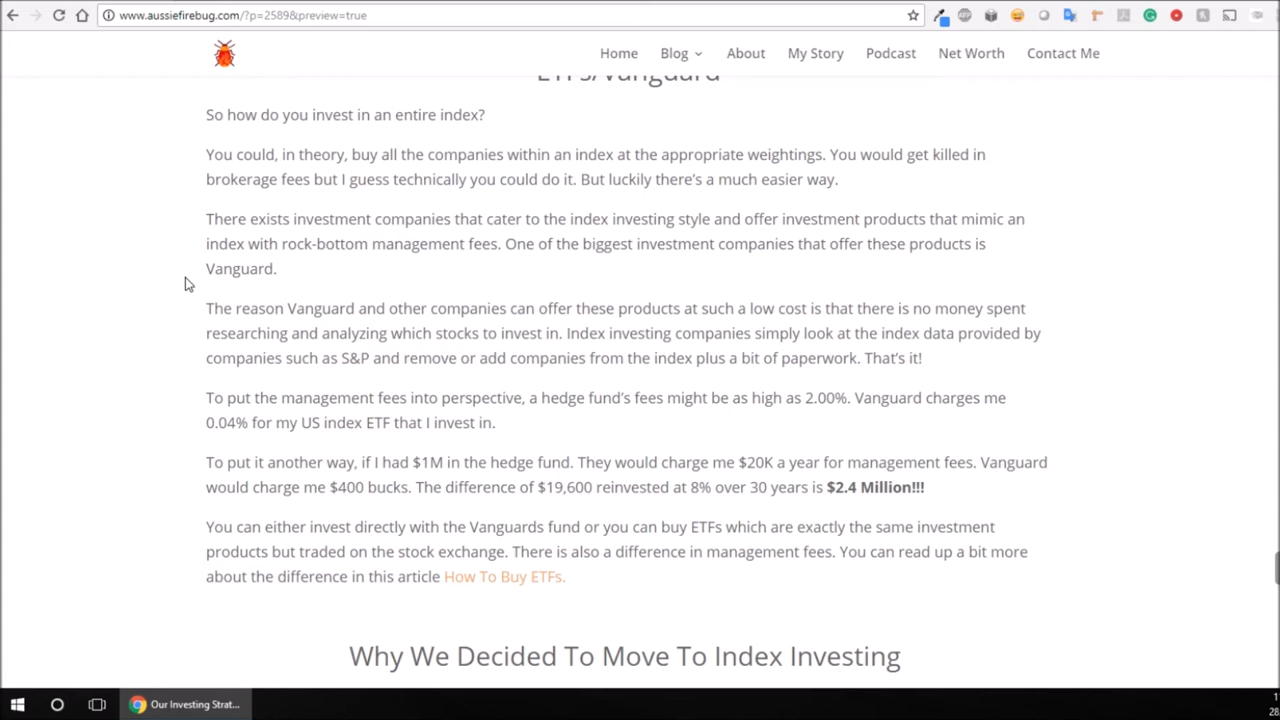 www.aussiefirebug.com/?p=2589&preview=true
Home Blog About My Story Podcast Net Worth Contact Me
ETFs/Vanguard
So how do you invest in an entire index?
You could, in theory, buy all the companies within an index at the appropriate weightings. You would get killed in
brokerage fees but I guess technically you could do it. But luckily there's a much easier way.
There exists investment companies that cater to the index investing style and offer investment products that mimic an
index with rock-bottom management fees. One of the biggest investment companies that offer these products is
Vanguard.
The reason Vanguard and other companies can offer these products at such a low cost is that there is no money spent
researching and analyzing which stocks to invest in. Index investing companies simply look at the index data provided by
companies such as S&P and remove or add companies from the index plus a bit of paperwork. That's it!
To put the management fees into perspective, a hedge fund's fees might be as high as 2.00%. Vanguard charges me
0.04% for my US index ETF that I invest in.
To put it another way, if I had $1M in the hedge fund. They would charge me $20K a year for management fees. Vanguard
would charge me $400 bucks. The difference of $19,600 reinvested at 8% over 30 years is $2.4 Million!!!
You can either invest directly with the Vanguards fund or you can buy ETFs which are exactly the same investment
products but traded on the stock exchange. There is also a difference in management fees. You can read up a bit more
about the difference in this article How To Buy ETFs.
Why We Decided To Move To Index Investing
Our Investing Strat...
28